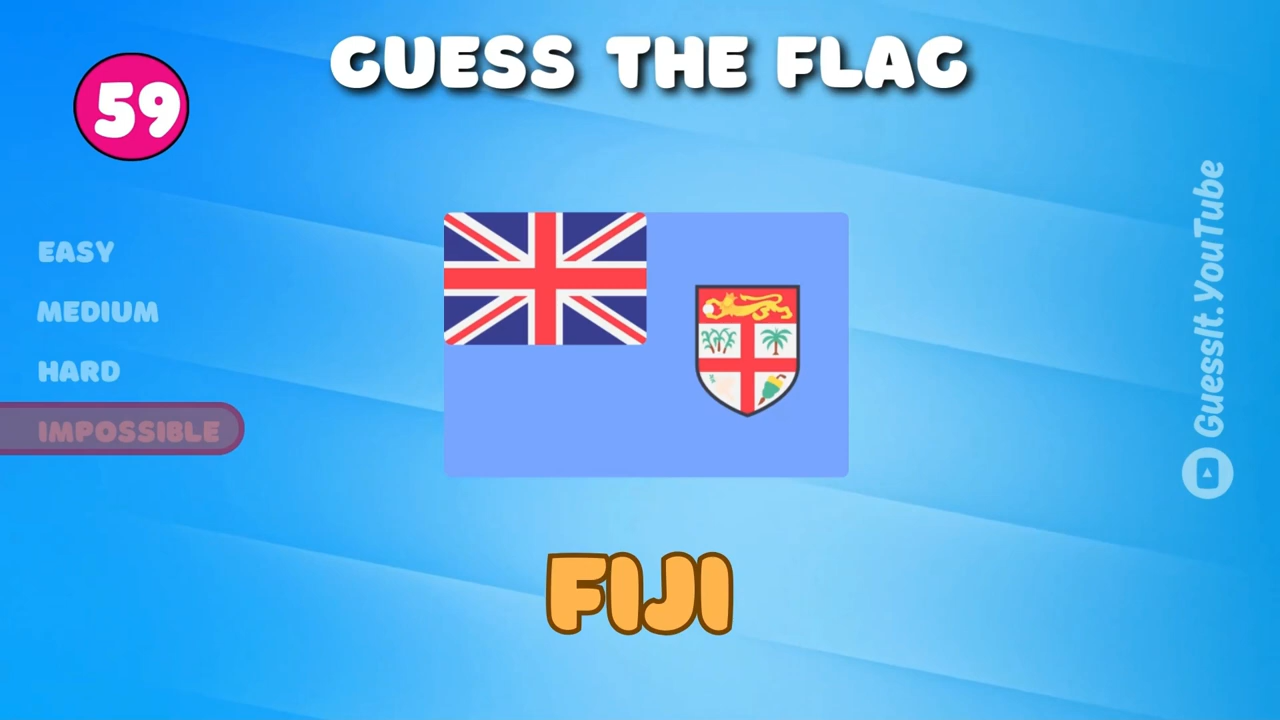 GUESS THE FLAG
59
EASY
MEDIUM
HARD
IMPOSSIBLE
GuessIt.YouTube
FIJI